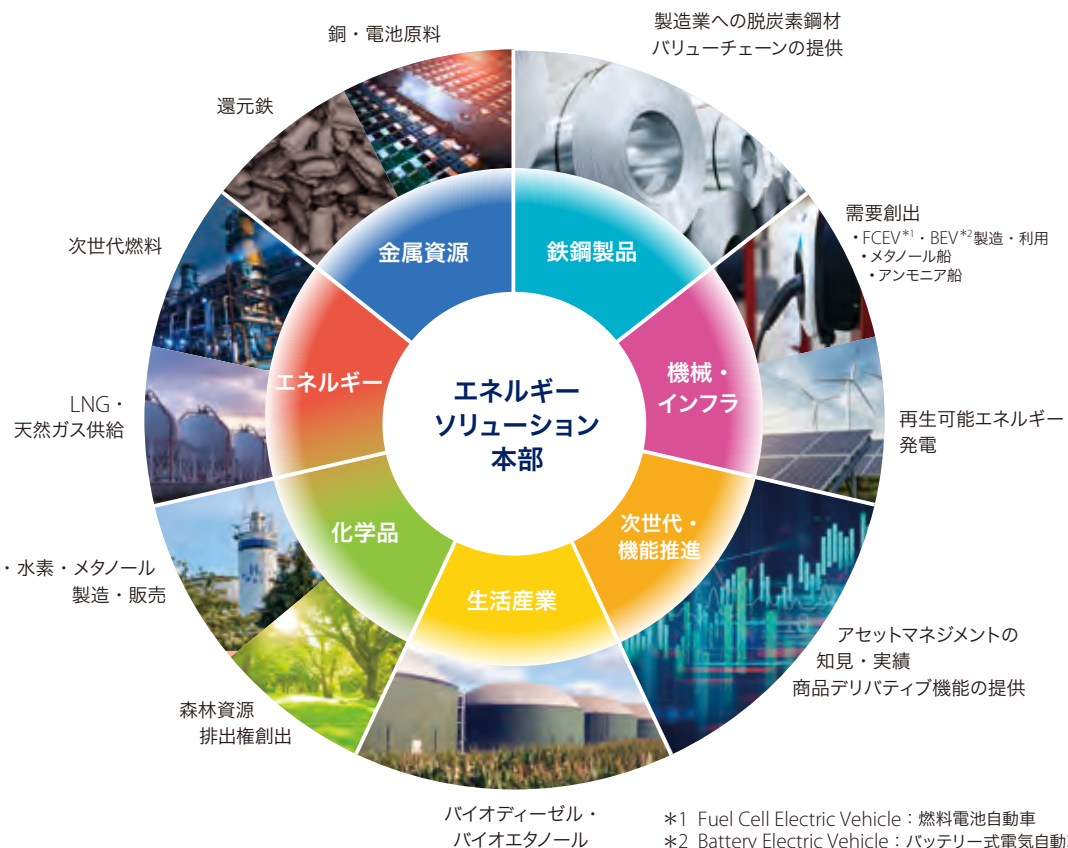 銅・電池原料
製造業への脱炭素鋼材
バリューチェーンの提供
還元鉄
需要創出
・FCEV*1・BEV*2製造・利用
・メタノール船
・アンモニア船
次世代燃料
金属資源
鉄鋼製品
エネルギー
機械・
インフラ
エネルギー
ソリューション
本部
LNG・
天然ガス供給
再生可能エネルギー
発電
化学品
次世代・
機能推進
生活産業
・水素・メタノール
製造・販売
アセットマネジメントの
知見・実績
商品デリバティブ機能の提供
森林資源
排出権創出
バイオディーゼル・
バイオエタノール
*1 Fuel Cell Electric Vehicle：燃料電池自動車
*2 Battery Electric Vehicle：バッテリー式電気自動